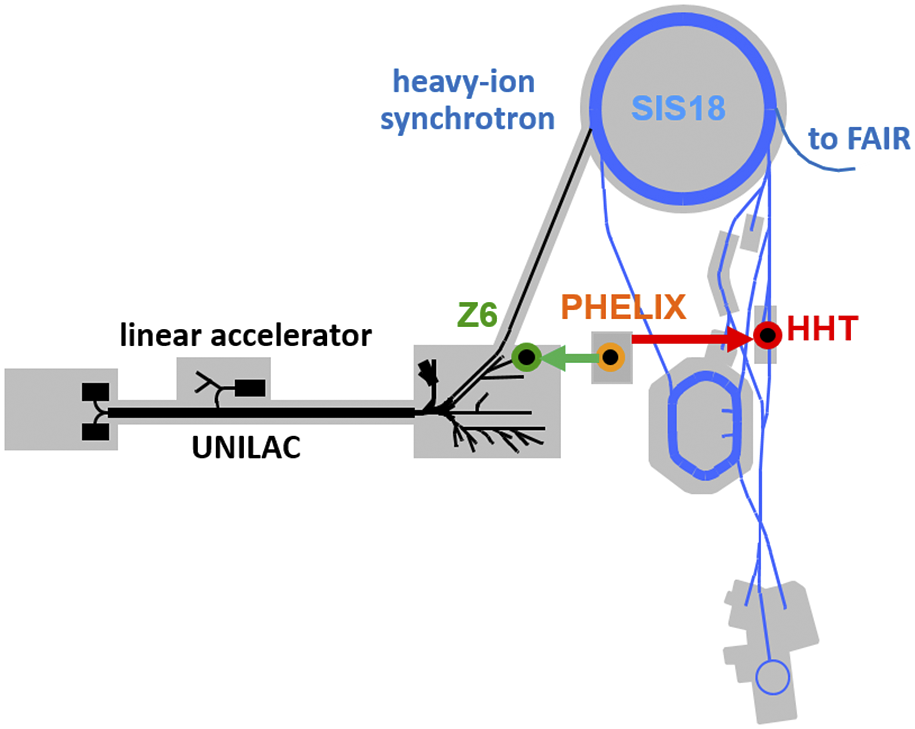 heavy-ion
synchrotron
SIS18
to FAIR
Z6
PHELIX
HHT
linear accelerator
UNILAC